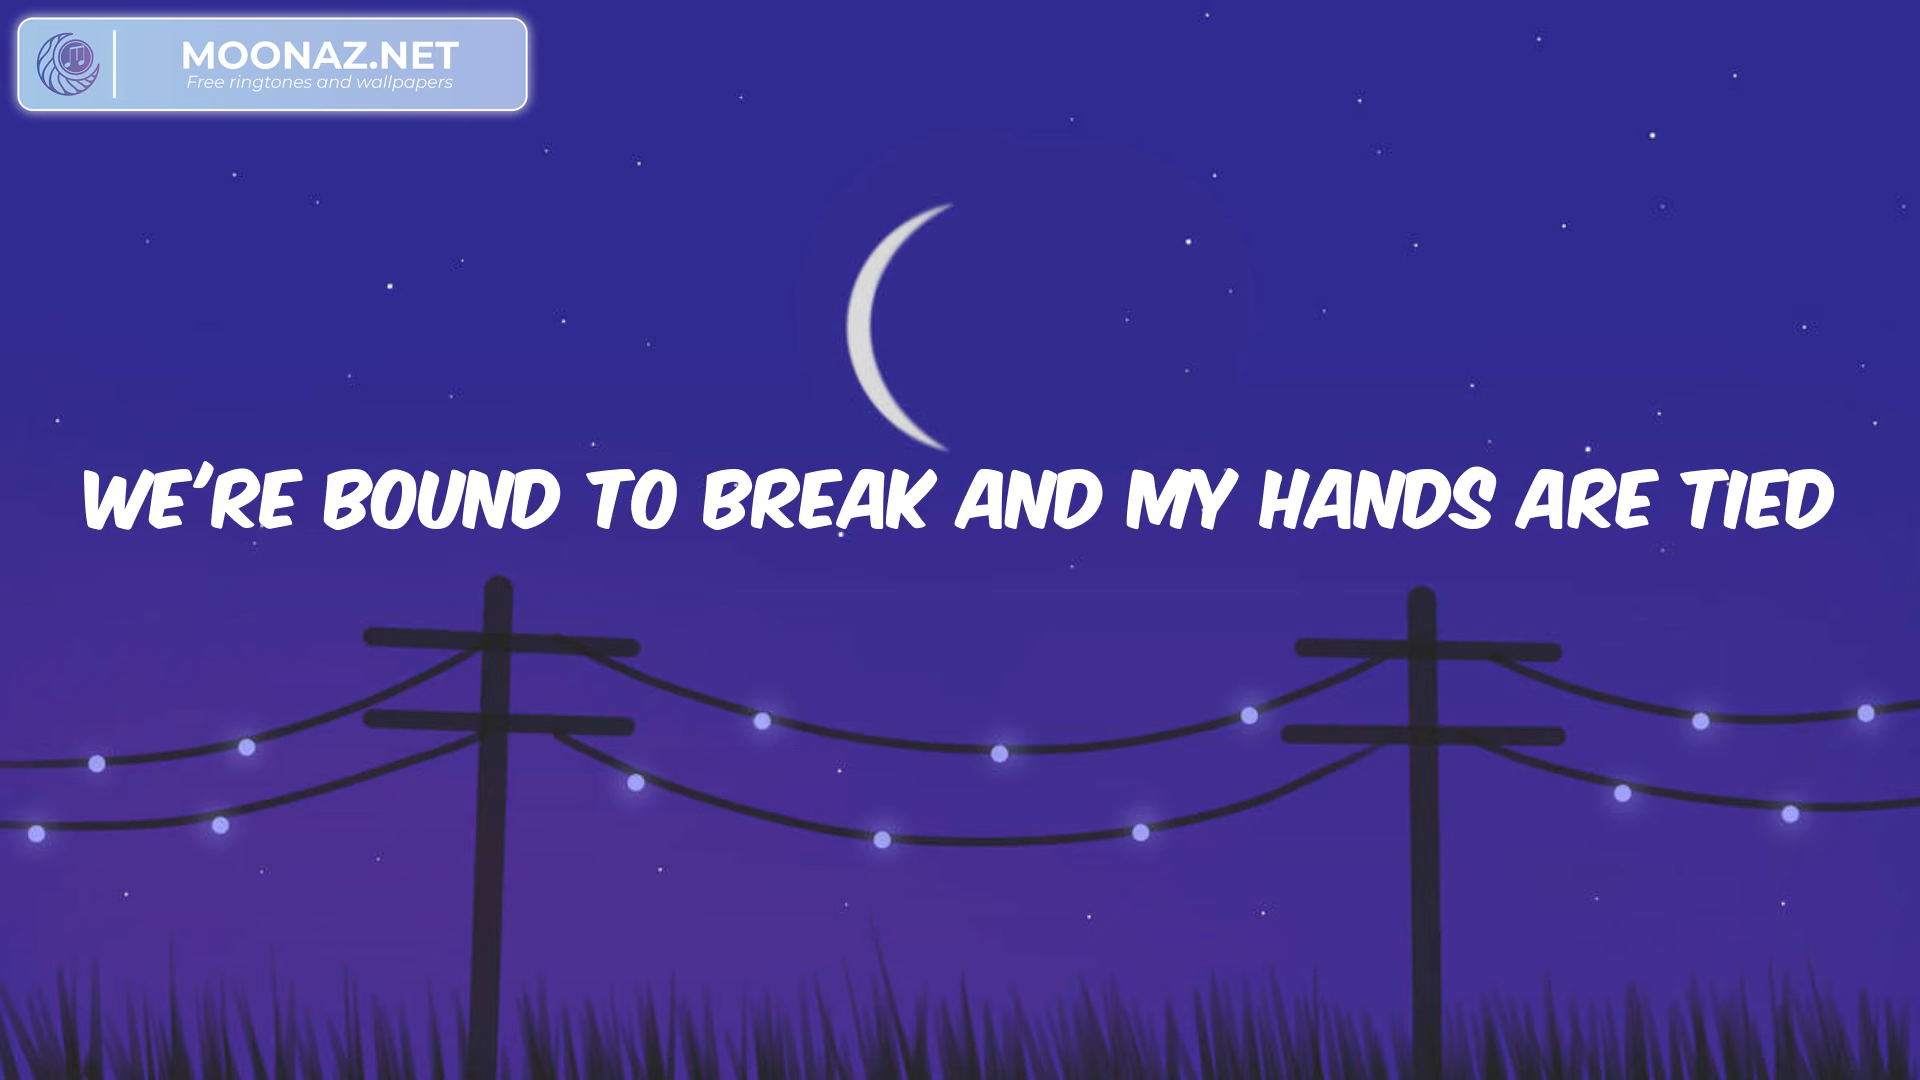 MOONAZ.NET
Free ringtones and wallpapers
WE'RE BOUND TO BREAK AND MY HANDS ARE TIED